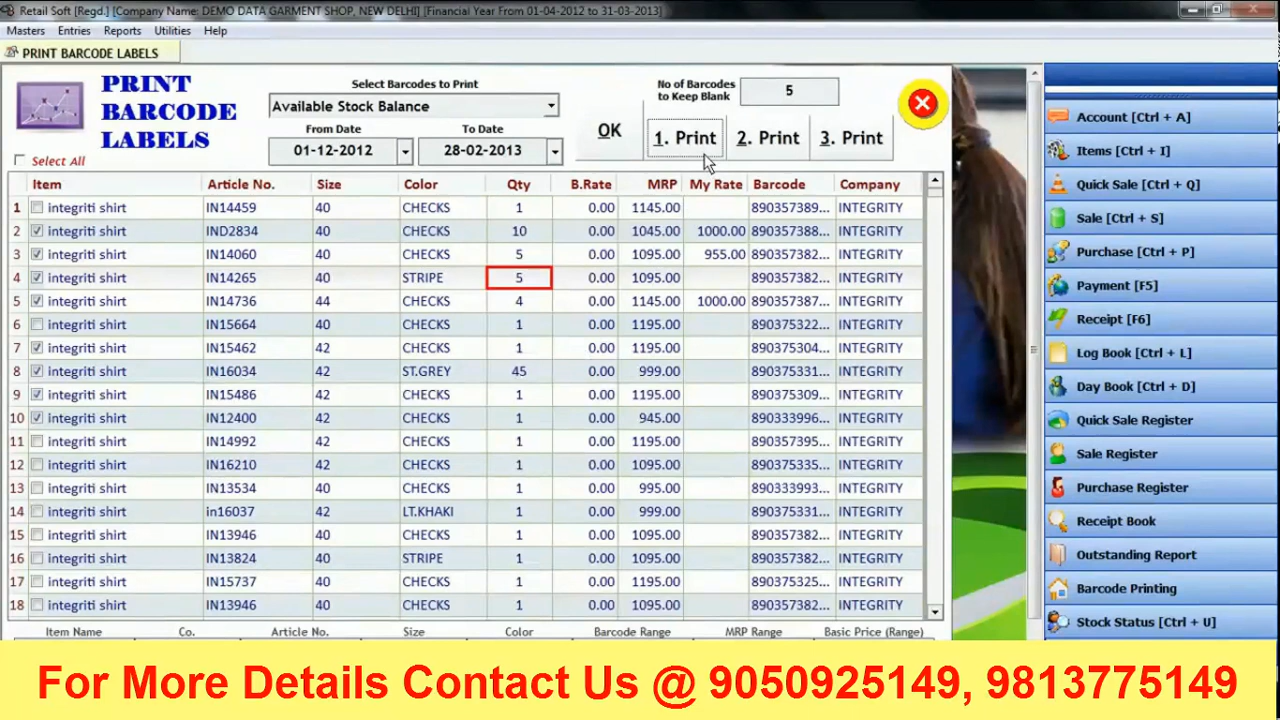 Retail Soft [Regd.] [Company Name: DEMO DATA GARMENT SHOP, NEW DELHI] [Financial Year From 01-04-2012 to 31-03-2013]
Masters Entries Reports Utilities Help
PRINT BARCODE LABELS
PRINT
BARCODE
LABELS
Select All
Select Barcodes to Print
Available Stock Balance
From Date To Date
01-12-2012 28-02-2013
OK
No of Barcodes
to Keep Blank
5
1. Print 2. Print 3. Print
Item Article No. Size Color Qty B.Rate MRP My Rate Barcode Company
1 integriti shirt IN14459 40 CHECKS 1 0.00 1145.00 890357389... INTEGRITY
2 integriti shirt IND2834 40 CHECKS 10 0.00 1045.00 1000.00 890357388... INTEGRITY
3 integriti shirt IN14060 40 CHECKS 5 0.00 1095.00 955.00 890357382... INTEGRITY
4 integriti shirt IN14265 40 STRIPE 5 0.00 1095.00 890357382... INTEGRITY
5 integriti shirt IN14736 44 CHECKS 4 0.00 1145.00 1000.00 890357387... INTEGRITY
6 integriti shirt IN15664 40 CHECKS 1 0.00 1195.00 890375322... INTEGRITY
7 integriti shirt IN15462 42 CHECKS 1 0.00 1195.00 890375304... INTEGRITY
8 integriti shirt IN16034 42 ST.GREY 45 0.00 999.00 890375331... INTEGRITY
9 integriti shirt IN15486 42 CHECKS 1 0.00 1195.00 890375309... INTEGRITY
10 integriti shirt IN12400 42 CHECKS 1 0.00 945.00 890333996... INTEGRITY
11 integriti shirt IN14992 42 CHECKS 1 0.00 1195.00 890357395... INTEGRITY
12 integriti shirt IN16210 42 CHECKS 1 0.00 1095.00 890375335... INTEGRITY
13 integriti shirt IN13534 40 CHECKS 1 0.00 995.00 890333993... INTEGRITY
14 integriti shirt in16037 42 LT.KHAKI 1 0.00 999.00 890375331... INTEGRITY
15 integriti shirt IN13946 40 CHECKS 1 0.00 1095.00 890357382... INTEGRITY
16 integriti shirt IN13824 40 STRIPE 1 0.00 1095.00 890357382... INTEGRITY
17 integriti shirt IN15737 40 CHECKS 1 0.00 1195.00 890375325... INTEGRITY
18 integriti shirt IN13946 40 CHECKS 1 0.00 1095.00 890357382... INTEGRITY
Item Name Co. Article No. Size Color Barcode Range MRP Range Basic Price (Range)
Account [Ctrl + A]
Items [Ctrl + I]
Quick Sale [Ctrl + Q]
Sale [Ctrl + S]
Purchase [Ctrl + P]
Payment [F5]
Receipt [F6]
Log Book [Ctrl + L]
Day Book [Ctrl + D]
Quick Sale Register
Sale Register
Purchase Register
Receipt Book
Outstanding Report
Barcode Printing
Stock Status [Ctrl + U]
For More Details Contact Us @ 9050925149, 9813775149